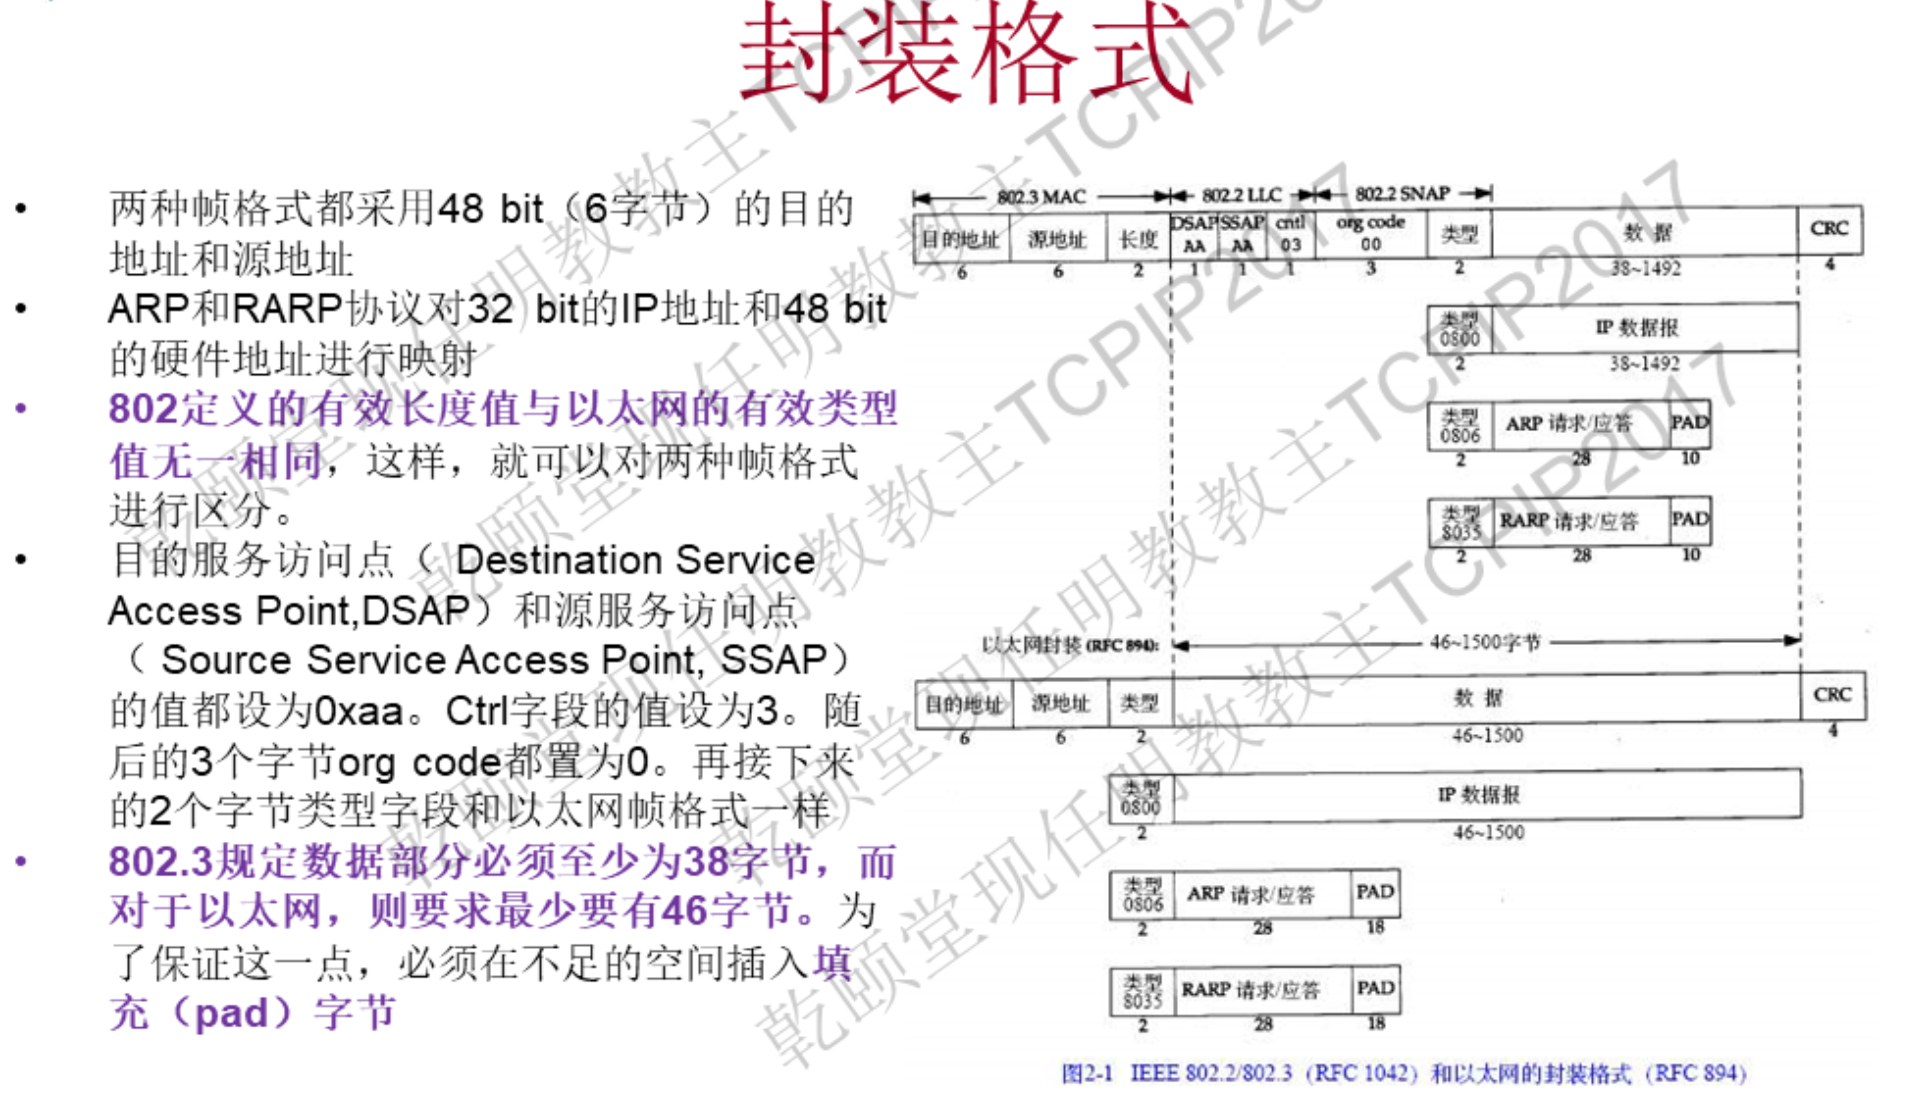 封装格式
• 两种帧格式都采用48 bit（6字节）的目的
地址和源地址
• ARP和RARP协议对32 bit的IP地址和48 bit
的硬件地址进行映射
• 802定义的有效长度值与以太网的有效类型
值无一相同，这样，就可以对两种帧格式
进行区分。
• 目的服务访问点（ Destination Service
Access Point,DSAP）和源服务访问点
（ Source Service Access Point, SSAP）
的值都设为0xaa。Ctrl字段的值设为3。随
后的3个字节org code都置为0。再接下来
的2个字节类型字段和以太网帧格式一样
• 802.3规定数据部分必须至少为38字节，而
对于以太网，则要求最少要有46字节。为
了保证这一点，必须在不足的空间插入填
充（pad）字节
802.3 MAC 802.2 LLC 802.2 SNAP
目的地址 源地址 长度 DSAP AA SSAP AA cntl 03 org code 00 类型 数据 CRC
6 6 2 1 1 1 3 2 38~1492 4
类型 0800 IP 数据报
2 38~1492
类型 0806 ARP 请求/应答 PAD
2 28 10
类型 8035 RARP 请求/应答 PAD
2 28 10
以太网封装 (RFC 894): 46~1500字节
目的地址 源地址 类型 数据 CRC
6 6 2 46~1500 4
类型 0800 IP 数据报
2 46~1500
类型 0806 ARP 请求/应答 PAD
2 28 18
类型 8035 RARP 请求/应答 PAD
2 28 18
图2-1 IEEE 802.2/802.3（RFC 1042）和以太网的封装格式（RFC 894）
乾颐堂现任明教教主TCPIP2017